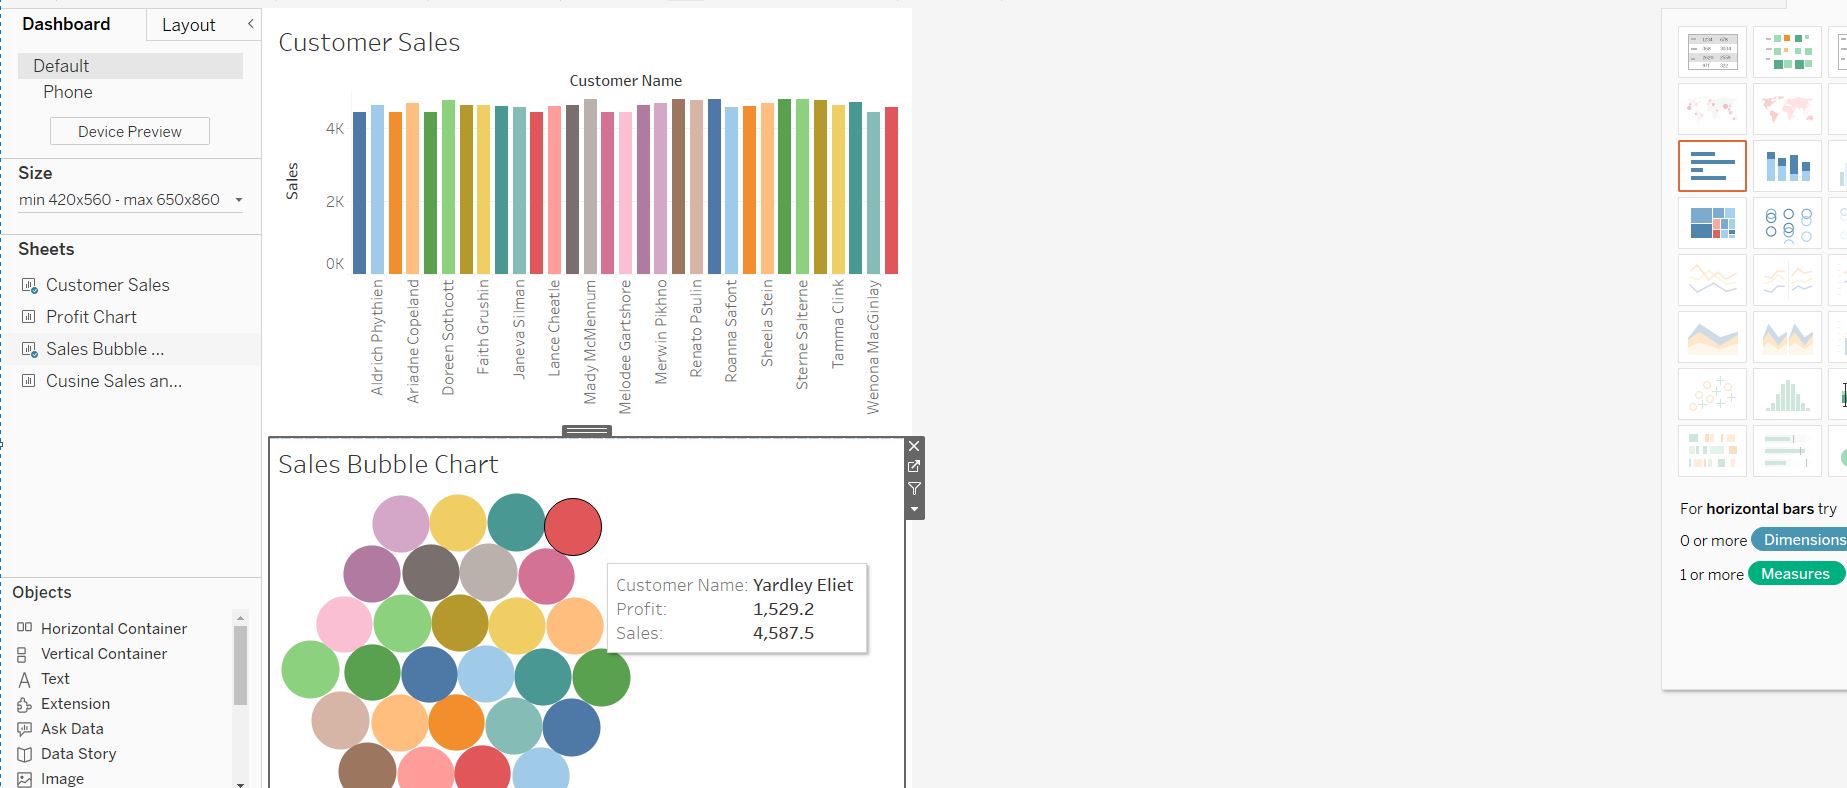 Dashboard
Layout
Default
Phone
Device Preview
Size
min 420x560 - max 650x860
Sheets
Customer Sales
Profit Chart
Sales Bubble ...
Cusine Sales an...
Objects
Horizontal Container
Vertical Container
Text
Extension
Ask Data
Data Story
Image
Customer Sales
Customer Name
Sales
4K
2K
0K
Aldrich Phythien
Ariadne Copeland
Doreen Sothcott
Faith Grushin
Janeva Silman
Lance Cheatle
Mady McMennum
Melodee Gartshore
Merwin Pikhno
Renato Paulin
Roanna Safont
Sheela Stein
Sterne Salterne
Tamma Clink
Wenona MacGinlay
Sales Bubble Chart
Customer Name: Yardley Eliet
Profit: 1,529.2
Sales: 4,587.5
For horizontal bars try
0 or more Dimensions
1 or more Measures